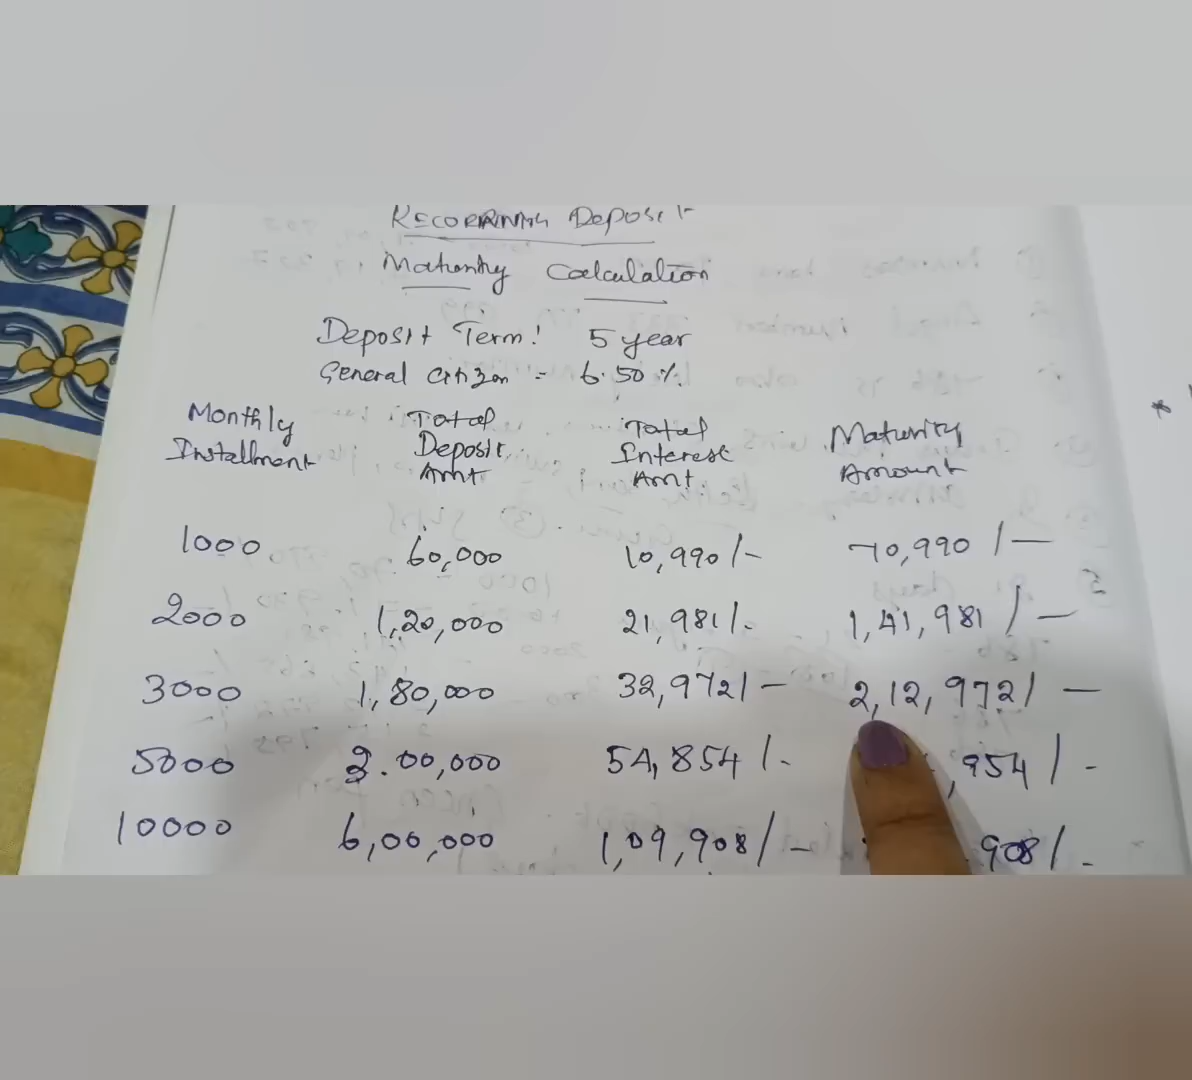 RECORRNNG Deposit
Maturity Calculation
Deposit Term! 5 year
General Citizen = 6.50 %
Monthly Installment Total Deposit Amt Total Interest Amt Maturity Amount
1000 60,000 10,990/- 70,990/-
2000 1,20,000 21,981/- 1,41,981/-
3000 1,80,000 32,972/- 2,12,972/-
5000 3.00,000 54,854/- ,954/-
10000 6,00,000 1,09,908/- 908/-